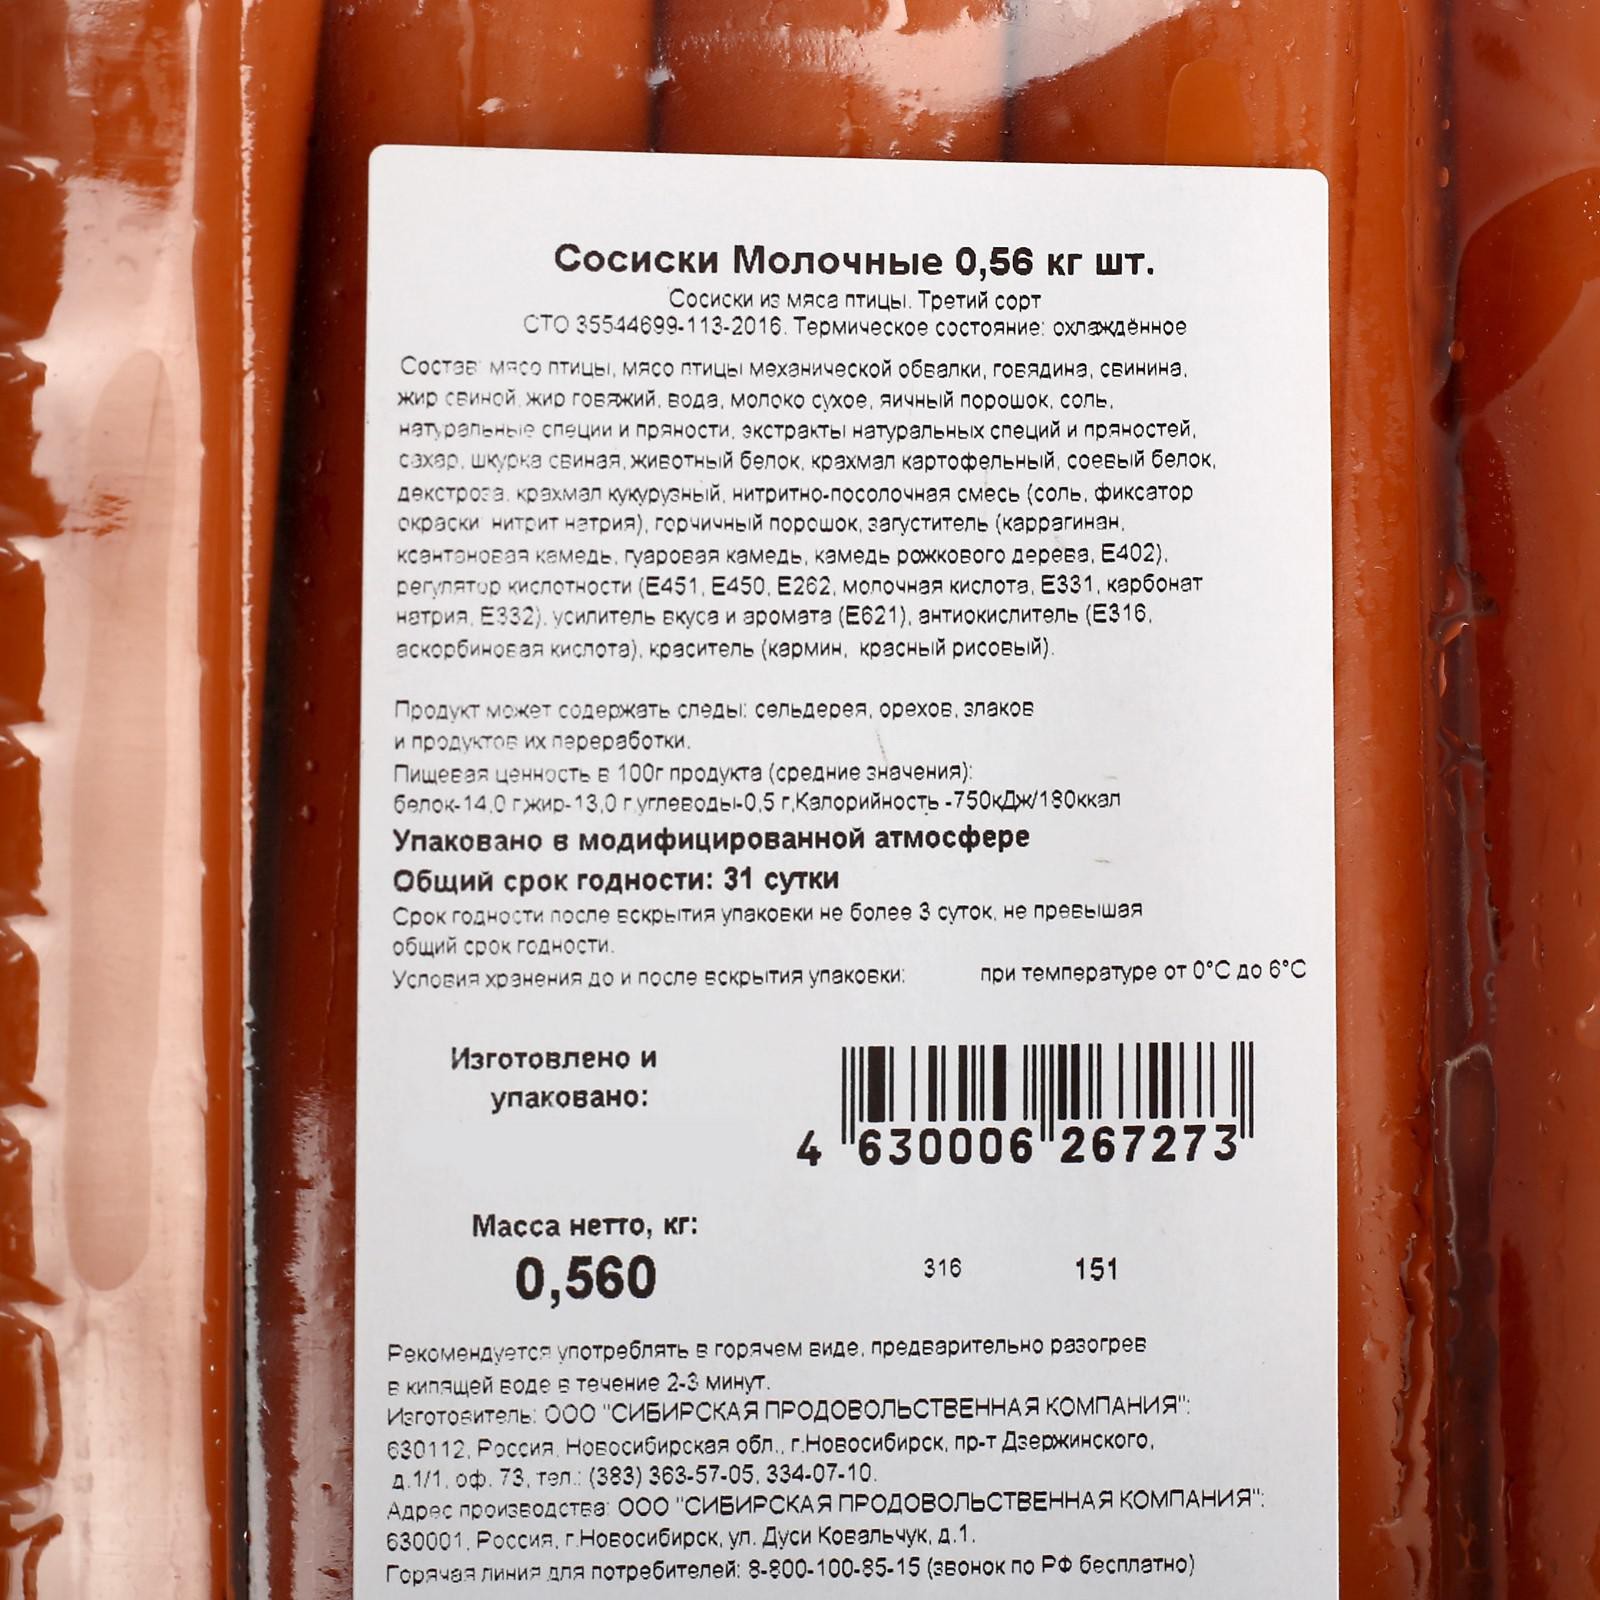 Сосиски Молочные 0,56 кг шт.
Сосиски из мяса птицы. Третий сорт
СТО 35544699-113-2016. Термическое состояние: охлаждённое
Состав: мясо птицы, мясо птицы механической обвалки, говядина, свинина,
жир свиной, жир говяжий, вода, молоко сухое, яичный порошок, соль,
натуральные специи и пряности, экстракты натуральных специй и пряностей,
сахар, шкурка свиная, животный белок, крахмал картофельный, соевый белок,
декстроза, крахмал кукурузный, нитритно-посолочная смесь (соль, фиксатор
окраски: нитрит натрия), горчичный порошок, загуститель (каррагинан,
ксантановая камедь, гуаровая камедь, камедь рожкового дерева, Е402),
регулятор кислотности (Е451, Е450, Е262, молочная кислота, Е331, карбонат
натрия, Е332), усилитель вкуса и аромата (Е621), антиокислитель (Е316,
аскорбиновая кислота), краситель (кармин, красный рисовый).
Продукт может содержать следы: сельдерея, орехов, злаков
и продуктов их переработки.
Пищевая ценность в 100г продукта (средние значения):
белок-14,0 г,жир-13,0 г,углеводы-0,5 г,Калорийность -750кДж/180ккал
Упаковано в модифицированной атмосфере
Общий срок годности: 31 сутки
Срок годности после вскрытия упаковки не более 3 суток, не превышая
общий срок годности.
Условия хранения до и после вскрытия упаковки: при температуре от 0°С до 6°С
Изготовлено и
упаковано:
4 630006 267273
Масса нетто, кг:
0,560
316 151
Рекомендуется употреблять в горячем виде, предварительно разогрев
в кипящей воде в течение 2-3 минут.
Изготовитель: ООО "СИБИРСКАЯ ПРОДОВОЛЬСТВЕННАЯ КОМПАНИЯ":
630112, Россия, Новосибирская обл., г.Новосибирск, пр-т Дзержинского,
д.1/1, оф. 73, тел.: (383) 363-57-05, 334-07-10.
Адрес производства: ООО "СИБИРСКАЯ ПРОДОВОЛЬСТВЕННАЯ КОМПАНИЯ":
630001, Россия, г.Новосибирск, ул. Дуси Ковальчук, д.1.
Горячая линия для потребителей: 8-800-100-85-15 (звонок по РФ бесплатно)